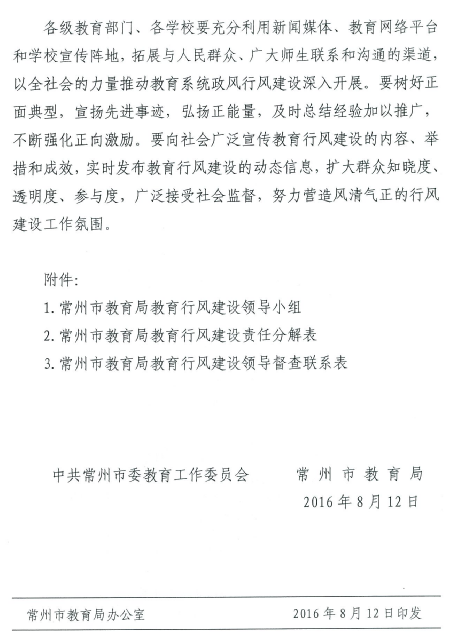 各级教育部门、各学校要充分利用新闻媒体、教育网络平台
和学校宣传阵地，拓展与人民群众、广大师生联系和沟通的渠道，
以全社会的力量推动教育系统政风行风建设深入开展。要树好正
面典型，宣扬先进事迹，弘扬正能量，及时总结经验加以推广，
不断强化正向激励。要向社会广泛宣传教育行风建设的内容、举
措和成效，实时发布教育行风建设的动态信息，扩大群众知晓度、
透明度、参与度，广泛接受社会监督，努力营造风清气正的行风
建设工作氛围。
附件：
1.常州市教育局教育行风建设领导小组
2.常州市教育局教育行风建设责任分解表
3.常州市教育局教育行风建设领导督查联系表
中共常州市委教育工作委员会 常州市教育局
2016年8月12日
常州市教育局办公室 2016年8月12日印发